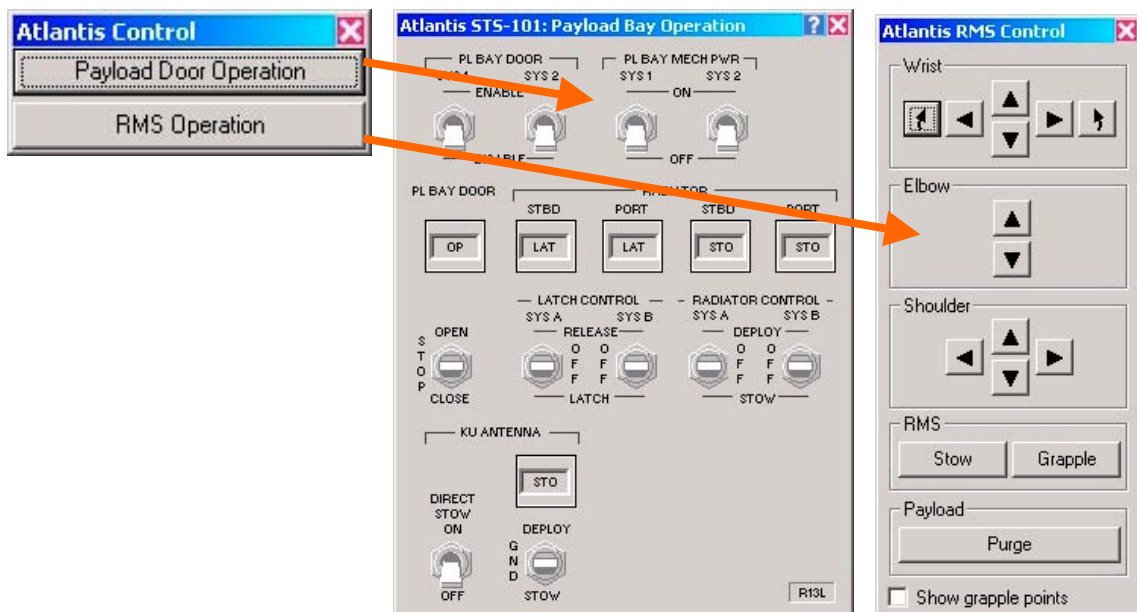 Atlantis Control
Payload Door Operation
RMS Operation
Atlantis STS-101: Payload Bay Operation
PL BAY DOOR
PL BAY MECH PWR
SYS 1 SYS 2 SYS 1 SYS 2
ENABLE ON
DISABLE OFF
PL BAY DOOR RADIATOR
STBD PORT STBD PORT
OP LAT LAT STO STO
LATCH CONTROL RADIATOR CONTROL
SYS A SYS B SYS A SYS B
OPEN RELEASE DEPLOY
STOP OFF OFF OFF OFF
CLOSE LATCH STOW
KU ANTENNA
STO
DIRECT
STOW
ON DEPLOY
GND
OFF STOW
R13L
Atlantis RMS Control
Wrist
Elbow
Shoulder
RMS
Stow Grapple
Payload
Purge
Show grapple points